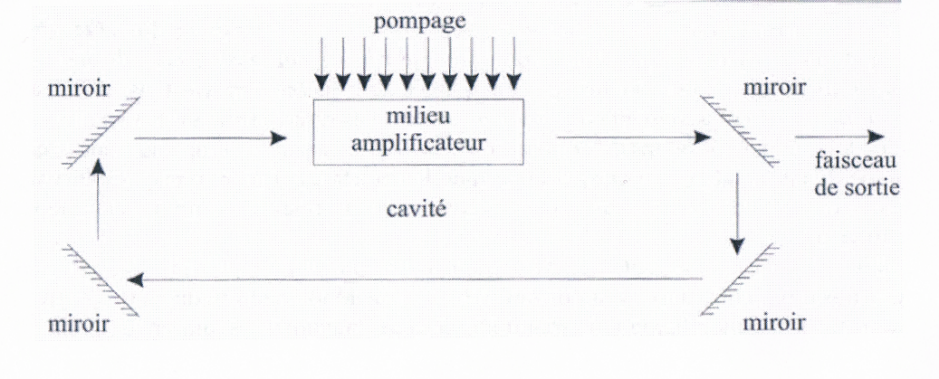 pompage
miroir
miroir
milieu
amplificateur
faisceau
de sortie
cavité
miroir
miroir